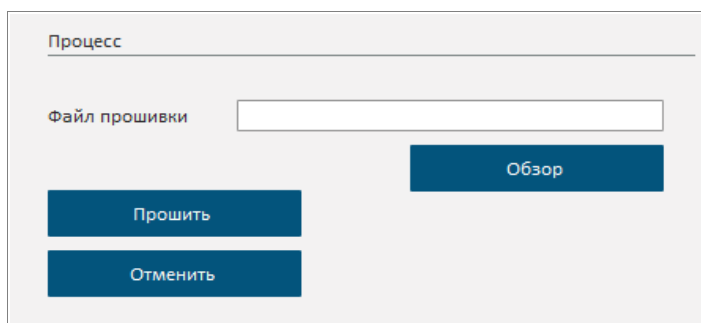 Процесс
Файл прошивки
Обзор
Прошить
Отменить